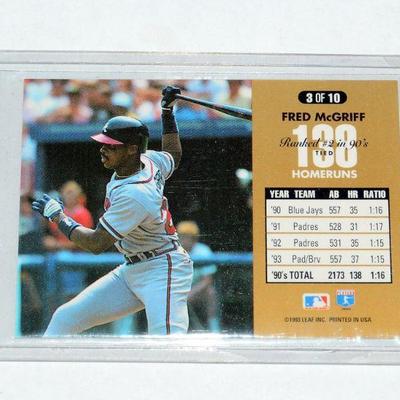 3 OF 10
FRED McGRIFF
138
Ranked #2 in 90's
TIED
HOMERUNS
YEAR TEAM AB HR RATIO
'90 Blue Jays 557 35 1:16
'91 Padres 528 31 1:17
'92 Padres 531 35 1:15
'93 Pad/Brv 557 37 1:15
'90's TOTAL 2173 138 1:16
©1993 LEAF INC. PRINTED IN USA